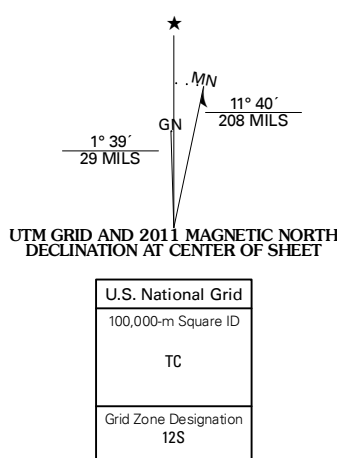 ★
MN
GN
11° 40´
208 MILS
1° 39´
29 MILS
UTM GRID AND 2011 MAGNETIC NORTH
DECLINATION AT CENTER OF SHEET
U.S. National Grid
100,000-m Square ID
TC
Grid Zone Designation
12S